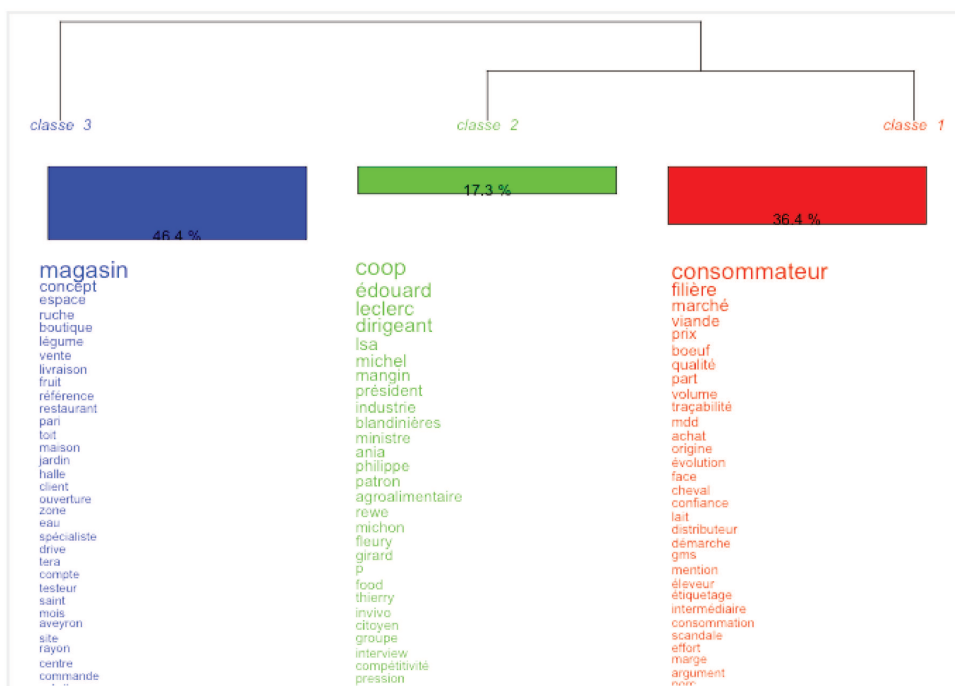 classe 3
classe 2
classe 1
46.4 %
17.3 %
36.4 %
magasin
concept
espace
ruche
boutique
légume
vente
livraison
fruit
référence
restaurant
pari
toit
maison
jardin
halle
client
ouverture
zone
eau
spécialiste
drive
tera
compte
testeur
saint
mois
aveyron
site
rayon
centre
commande
coop
édouard
leclerc
dirigeant
lsa
michel
mangin
président
industrie
blandinières
ministre
ania
philippe
patron
agroalimentaire
rewe
michon
fleury
girard
p
food
thierry
invivo
citoyen
groupe
interview
compétitivité
pression
consommateur
filière
marché
viande
prix
boeuf
qualité
part
volume
traçabilité
mdd
achat
origine
évolution
face
cheval
confiance
lait
distributeur
démarche
gms
mention
éleveur
étiquetage
intermédiaire
consommation
scandale
effort
marge
argument